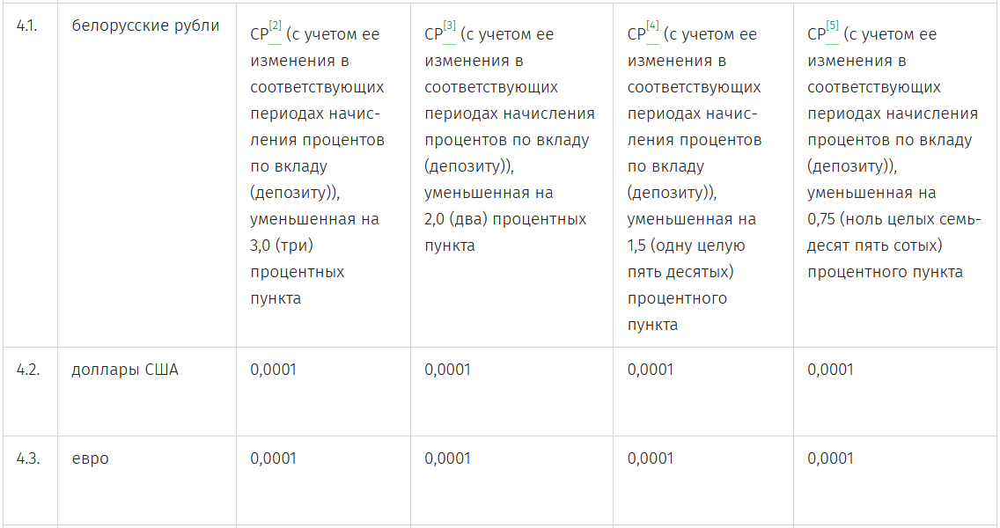 4.1.
белорусские рубли
СР[2] (с учетом ее
изменения в
соответствующих
периодах начис-
ления процентов
по вкладу
(депозиту)),
уменьшенная на
3,0 (три)
процентных
пункта
СР[3] (с учетом ее
изменения в
соответствующих
периодах начисления
процентов по вкладу
(депозиту)),
уменьшенная на
2,0 (два) процентных
пункта
СР[4] (с учетом ее
изменения в
соответствующих
периодах начис-
ления процентов
по вкладу
(депозиту)),
уменьшенная на
1,5 (одну целую
пять десятых)
процентного
пункта
СР[5] (с учетом ее
изменения в
соответствующих
периодах начисления
процентов по вкладу
(депозиту)),
уменьшенная на
0,75 (ноль целых семь-
десят пять сотых)
процентного пункта
4.2.
доллары США
0,0001
0,0001
0,0001
0,0001
4.3.
евро
0,0001
0,0001
0,0001
0,0001